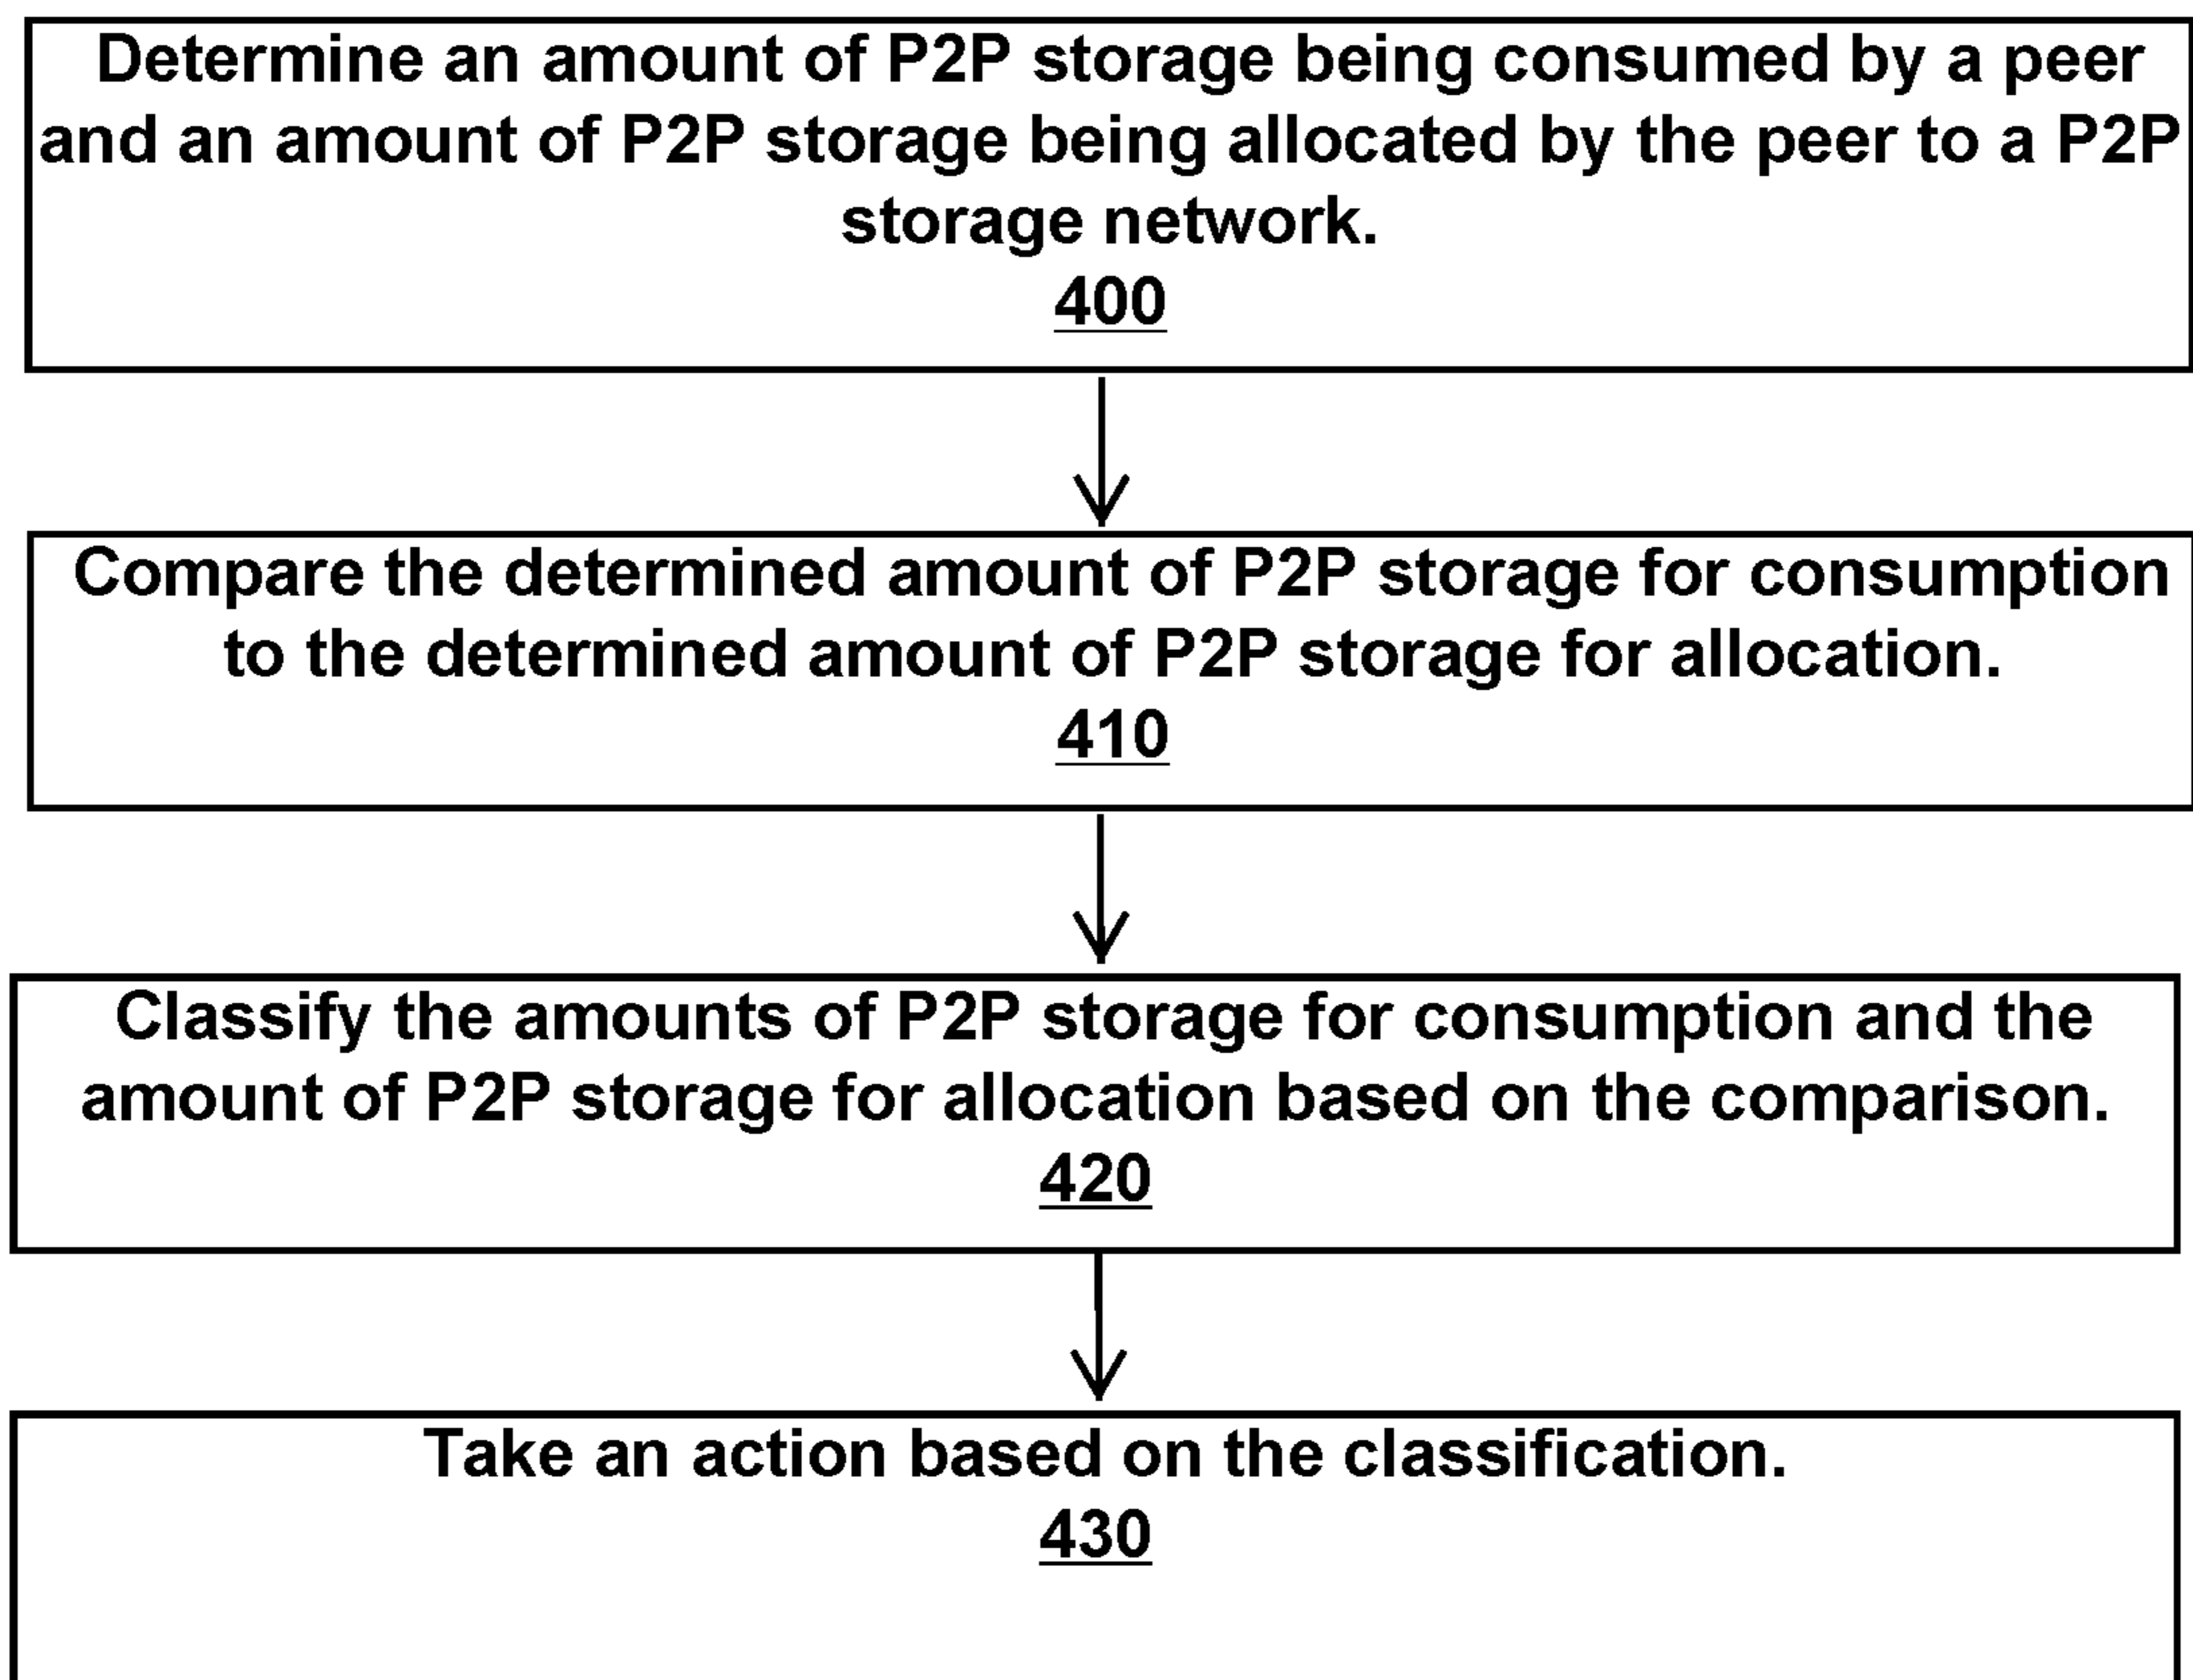 Determine an amount of P2P storage being consumed by a peer
and an amount of P2P storage being allocated by the peer to a P2P
storage network.
400
Compare the determined amount of P2P storage for consumption
to the determined amount of P2P storage for allocation.
410
Classify the amounts of P2P storage for consumption and the
amount of P2P storage for allocation based on the comparison.
420
Take an action based on the classification.
430